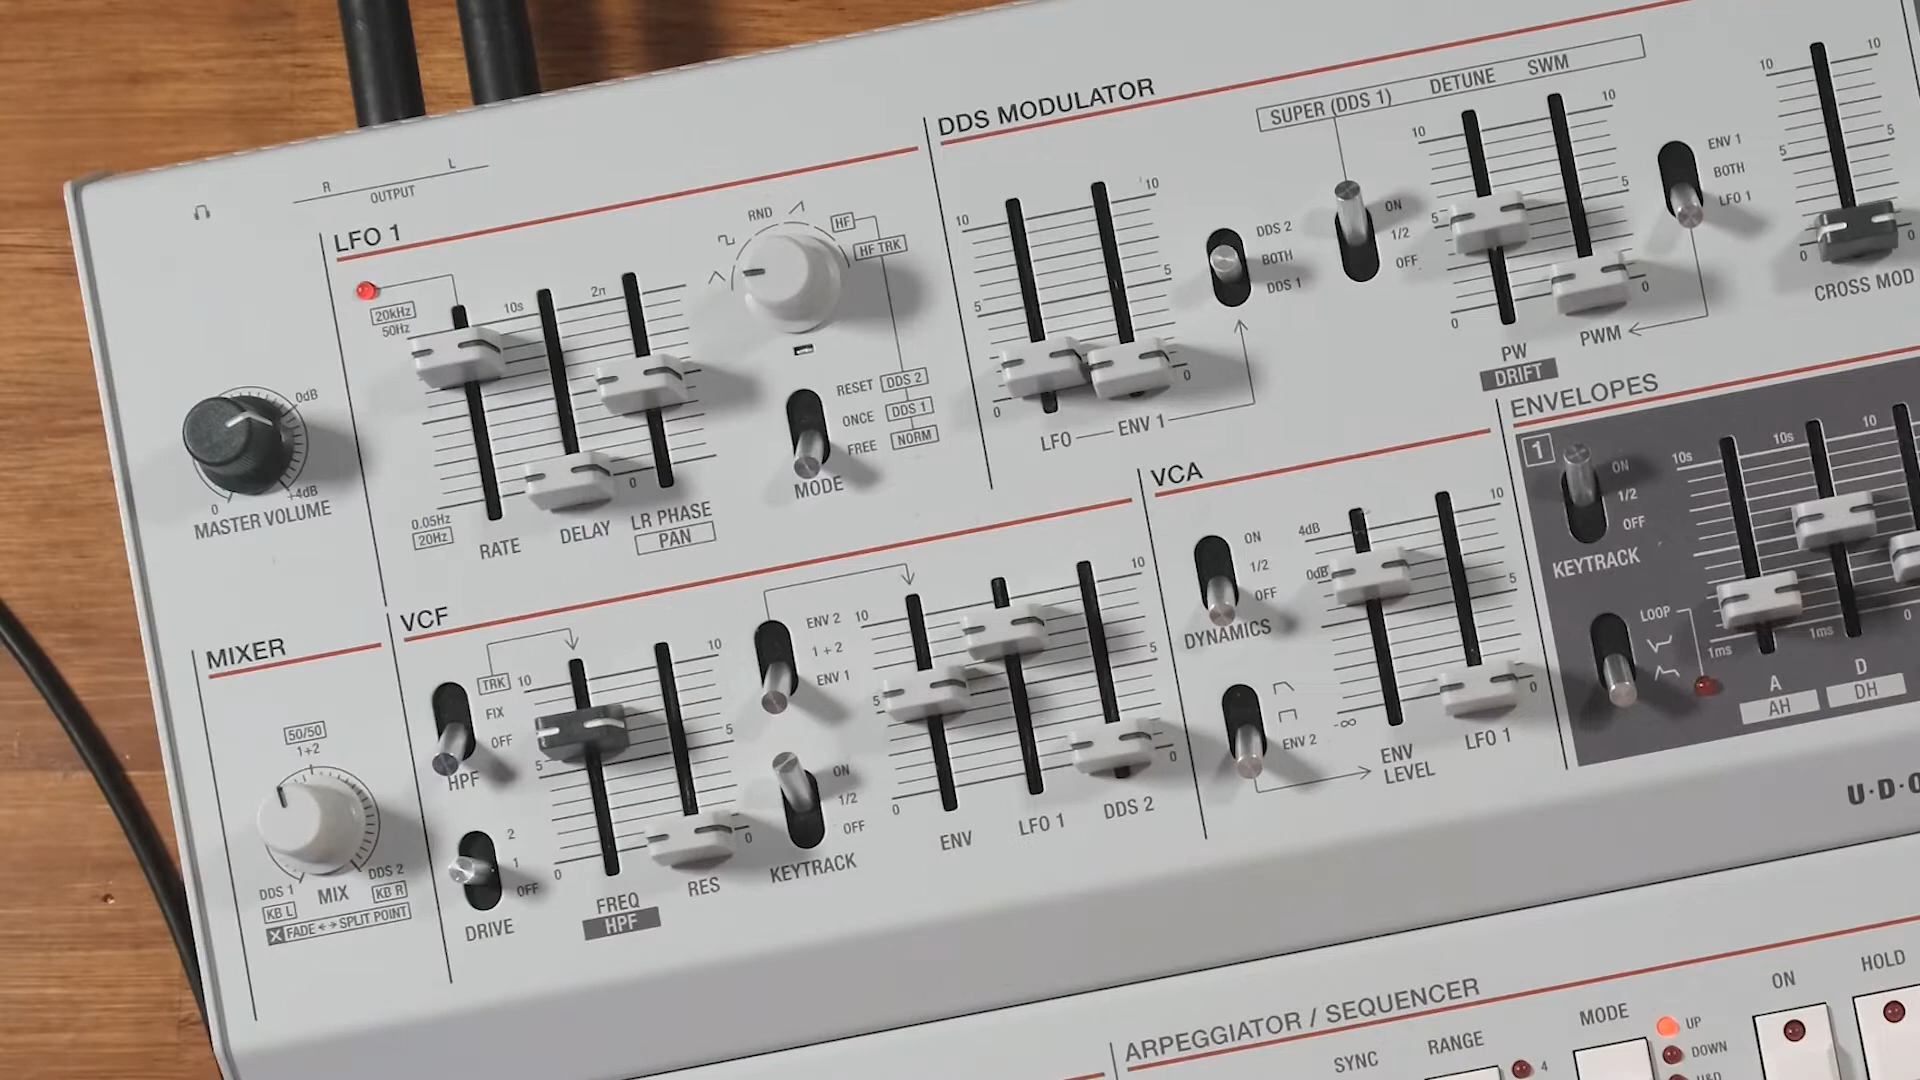 R
L
OUTPUT
MASTER VOLUME
0
0dB
+4dB
LFO 1
20kHz
50Hz
10s
2π
0.05Hz
20Hz
0
RATE
DELAY
LR PHASE
PAN
RND
HF
HF TRK
RESET
DDS 2
ONCE
DDS 1
FREE
NORM
MODE
DDS MODULATOR
10
5
0
10
5
0
LFO
ENV 1
DDS 2
BOTH
DDS 1
SUPER (DDS 1)
DETUNE
SWM
ON
1/2
OFF
10
5
0
10
5
0
PW
DRIFT
PWM
ENV 1
BOTH
LFO 1
10
5
0
10
5
0
CROSS MOD
MIXER
50/50
1+2
DDS 1
KB L
MIX
DDS 2
KB R
X FADE ←→ SPLIT POINT
VCF
TRK
FIX
OFF
HPF
2
1
OFF
DRIVE
10
5
0
10
5
0
FREQ
HPF
RES
ENV 2
1 + 2
ENV 1
ON
1/2
OFF
KEYTRACK
10
5
0
10
5
0
ENV
LFO 1
DDS 2
VCA
ON
1/2
OFF
DYNAMICS
ENV 2
4dB
0dB
-∞
10
5
0
ENV
LEVEL
LFO 1
ENVELOPES
1
ON
1/2
OFF
KEYTRACK
LOOP
10s
1ms
10s
1ms
10
0
A
AH
D
DH
U·D·O
ARPEGGIATOR / SEQUENCER
SYNC
RANGE
4
MODE
UP
DOWN
U&D
ON
HOLD